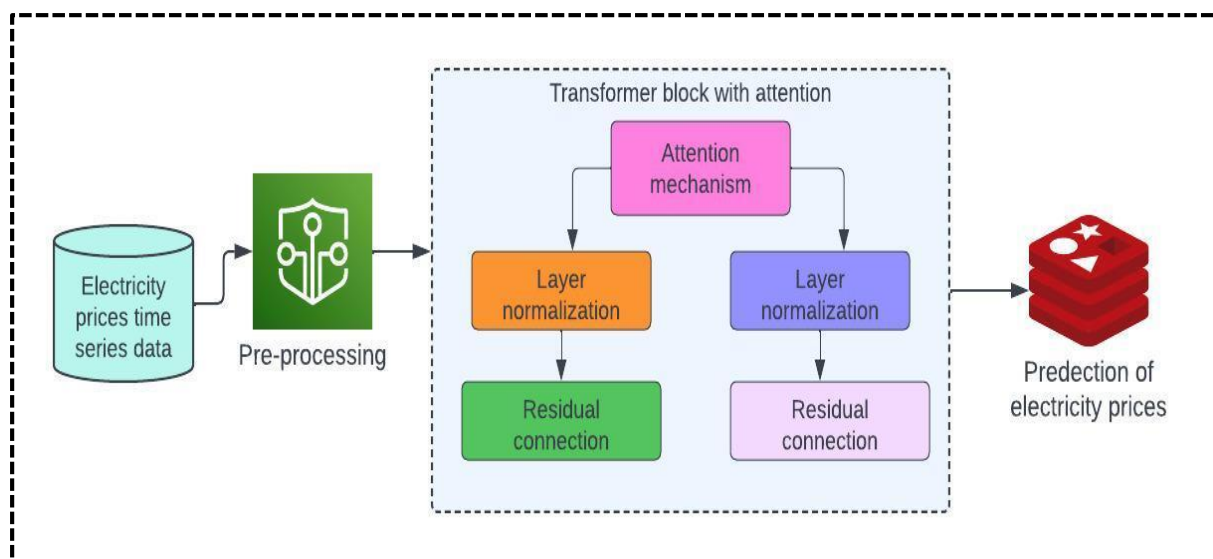 Transformer block with attention
Attention
mechanism
Electricity
prices time
series data
Pre-processing
Layer
normalization
Layer
normalization
Residual
connection
Residual
connection
Predection of
electricity prices